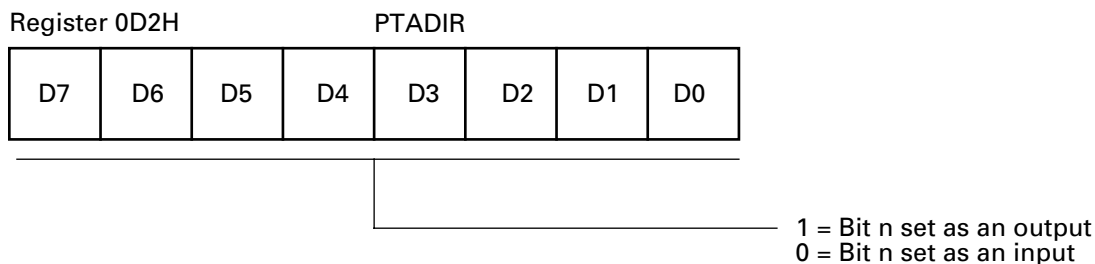 Register 0D2H PTADIR
D7 D6 D5 D4 D3 D2 D1 D0
1 = Bit n set as an output
0 = Bit n set as an input